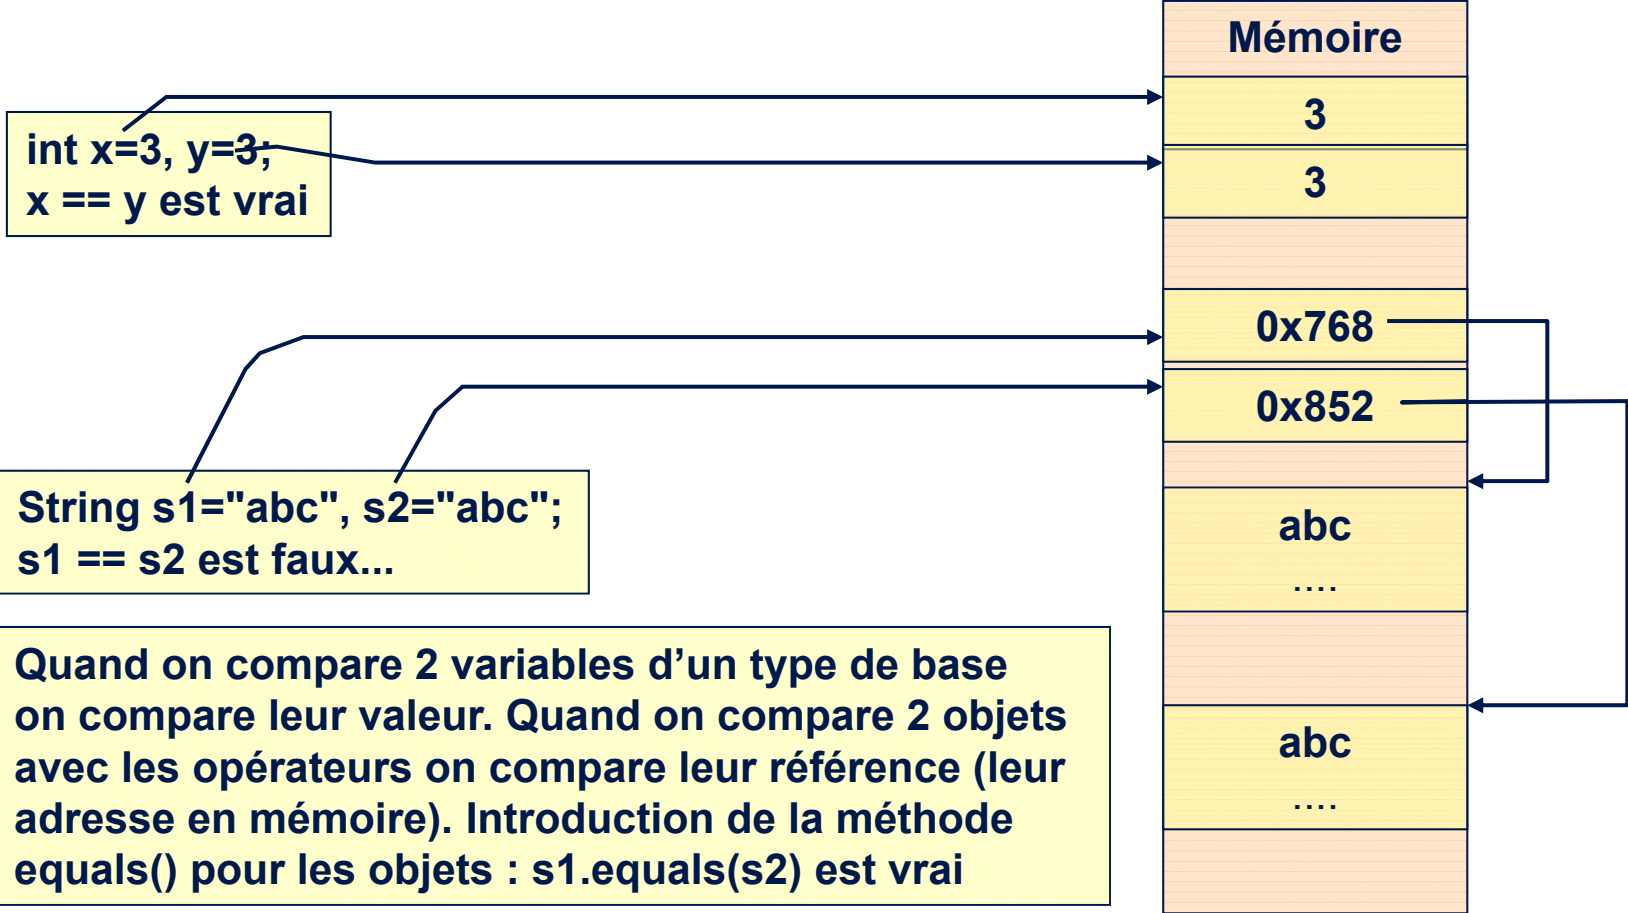 Mémoire
3
int x=3, y=3;
x == y est vrai
3
0x768
0x852
String s1="abc", s2="abc";
s1 == s2 est faux...
abc
....
Quand on compare 2 variables d’un type de base
on compare leur valeur. Quand on compare 2 objets
avec les opérateurs on compare leur référence (leur
adresse en mémoire). Introduction de la méthode
equals() pour les objets : s1.equals(s2) est vrai
abc
....